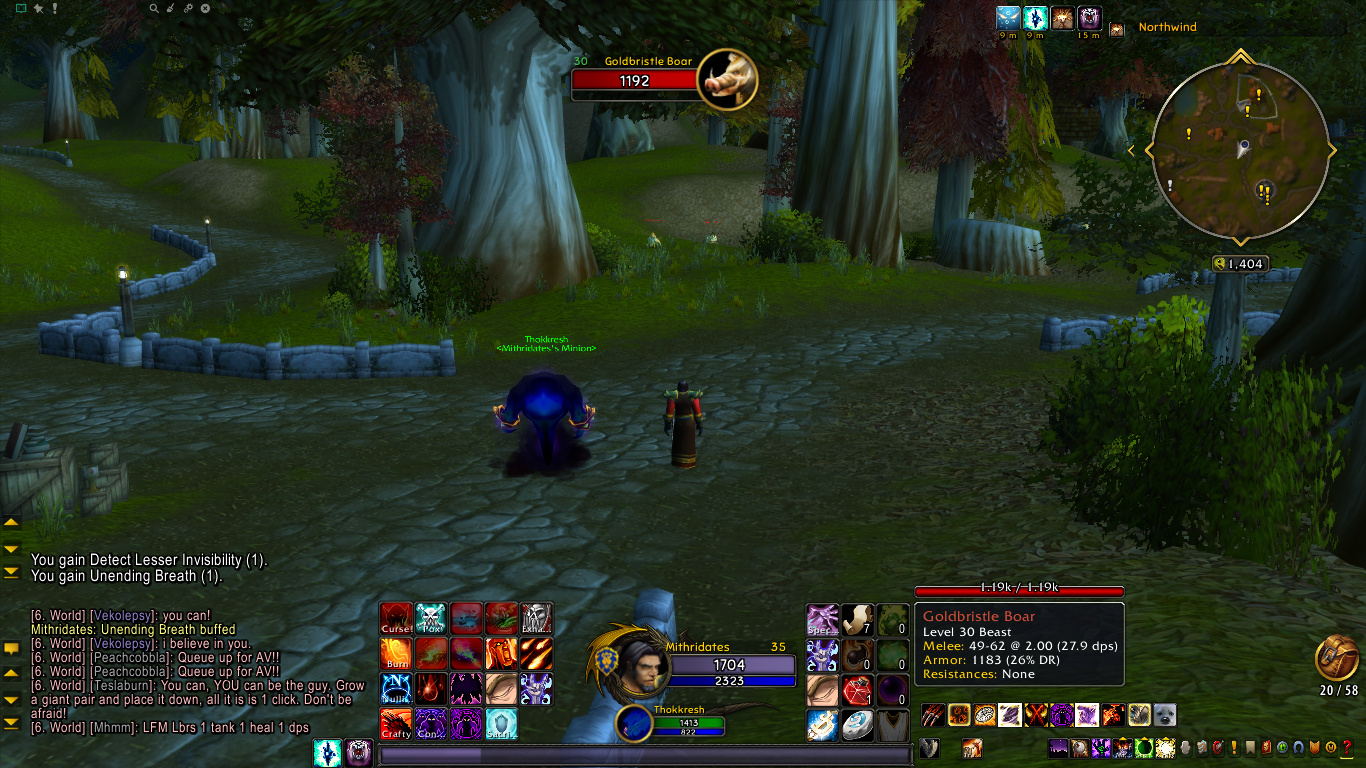 9 m 9 m 15 m
Northwind
30 Goldbristle Boar
1192
1,404
Thokkresh
<Mithridates's Minion>
You gain Detect Lesser Invisibility (1).
You gain Unending Breath (1).
[6. World] [Vekolepsy]: you can!
Mithridates: Unending Breath buffed
[6. World] [Vekolepsy]: i believe in you.
[6. World] [Peachcobbla]: Queue up for AV!!
[6. World] [Peachcobbla]: Queue up for AV!!
[6. World] [Teslaburn]: You can, YOU can be the guy. Grow
a giant pair and place it down, all it is is 1 click. Don't be
afraid!
[6. World] [Mhmm]: LFM Lbrs 1 tank 1 heal 1 dps
Curse! Pox! Exha
Burn
Nulli
Crafty Con Sacri
Mithridates 35
1704
2323
Thokkresh
1413
822
Spec 7 0
0 0
0
1.19k / 1.19k
Goldbristle Boar
Level 30 Beast
Melee: 49-62 @ 2.00 (27.9 dps)
Armor: 1183 (26% DR)
Resistances: None
20 / 58